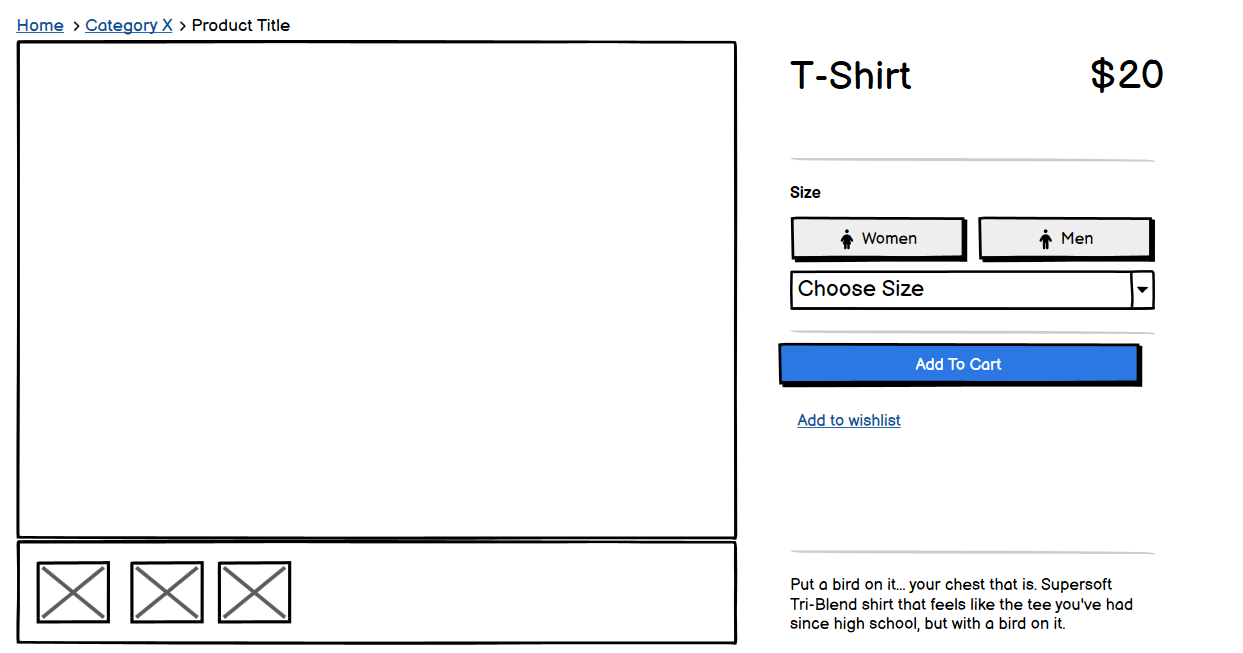 Home > Category X > Product Title
T-Shirt
$20
Size
Women
Men
Choose Size
Add To Cart
Add to wishlist
Put a bird on it... your chest that is. Supersoft
Tri-Blend shirt that feels like the tee you've had
since high school, but with a bird on it.